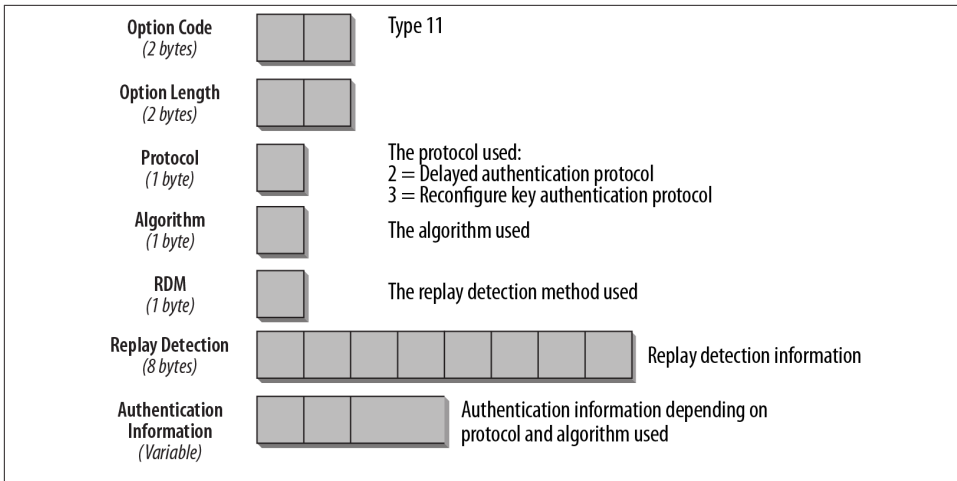 Option Code
(2 bytes)
Type 11
Option Length
(2 bytes)
Protocol
(1 byte)
The protocol used:
2 = Delayed authentication protocol
3 = Reconfigure key authentication protocol
Algorithm
(1 byte)
The algorithm used
RDM
(1 byte)
The replay detection method used
Replay Detection
(8 bytes)
Replay detection information
Authentication
Information
(Variable)
Authentication information depending on
protocol and algorithm used